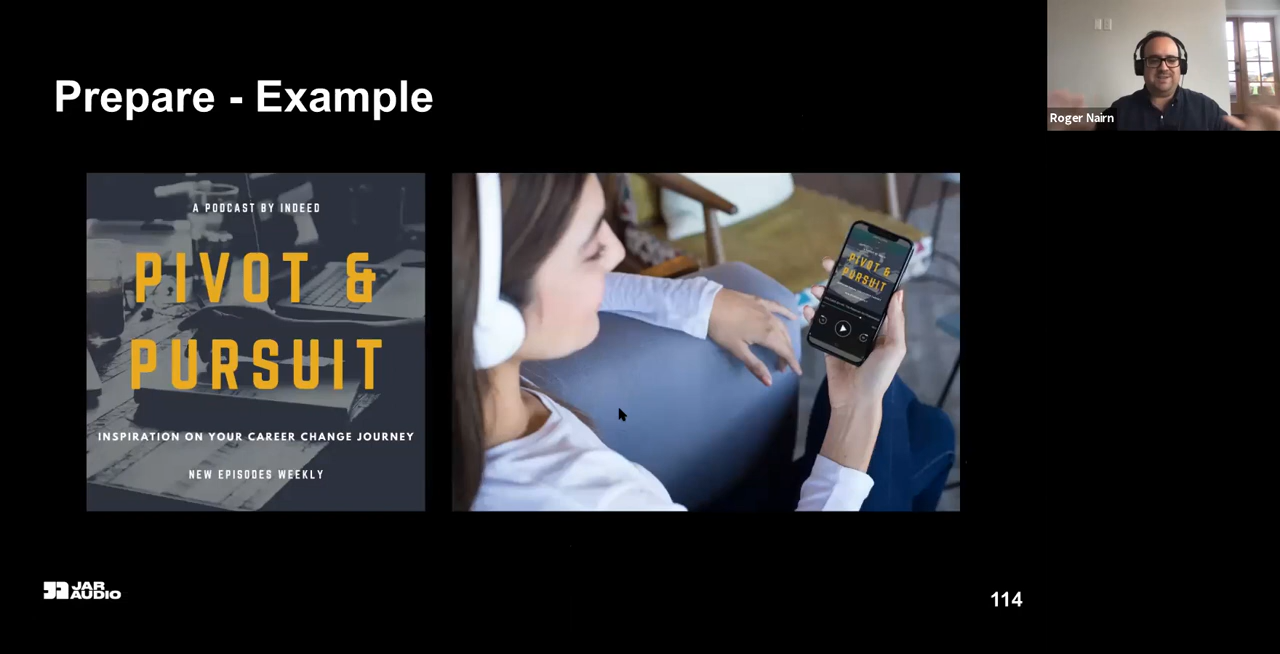 Prepare - Example
Roger Nairn
A PODCAST BY INDEED
PIVOT &
PURSUIT
INSPIRATION ON YOUR CAREER CHANGE JOURNEY
NEW EPISODES WEEKLY
PIVOT &
PURSUIT
JAR
AUDIO
114